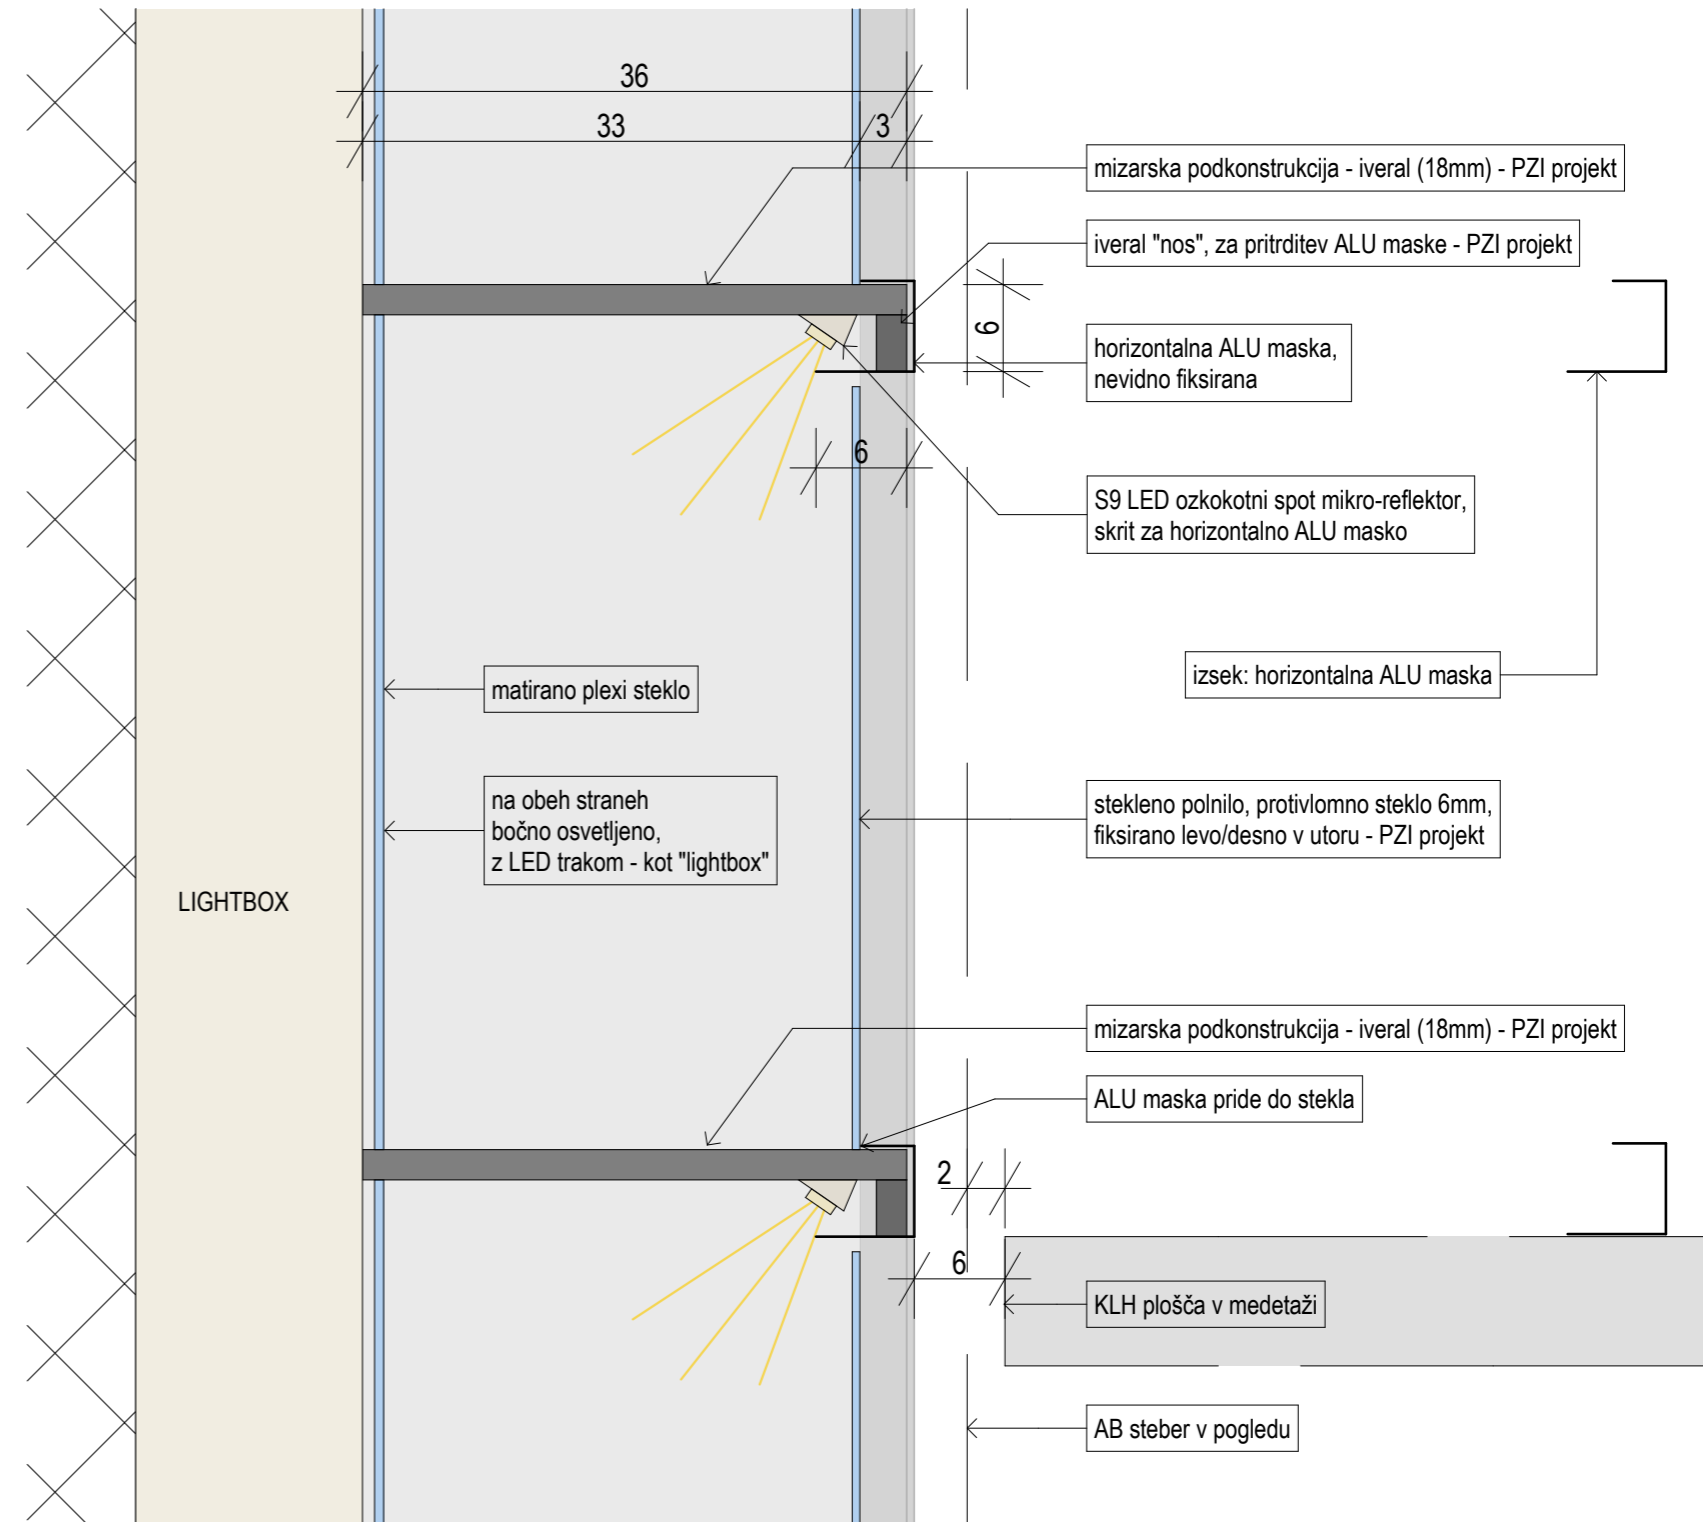 36
33
3
mizarska podkonstrukcija - iveral (18mm) - PZI projekt
iveral "nos", za pritrditev ALU maske - PZI projekt
6
horizontalna ALU maska,
nevidno fiksirana
6
S9 LED ozkokotni spot mikro-reflektor,
skrit za horizontalno ALU masko
izsek: horizontalna ALU maska
matirano plexi steklo
na obeh straneh
bočno osvetljeno,
z LED trakom - kot "lightbox"
stekleno polnilo, protivlomno steklo 6mm,
fiksirano levo/desno v utoru - PZI projekt
LIGHTBOX
mizarska podkonstrukcija - iveral (18mm) - PZI projekt
ALU maska pride do stekla
2
6
KLH plošča v medetaži
AB steber v pogledu